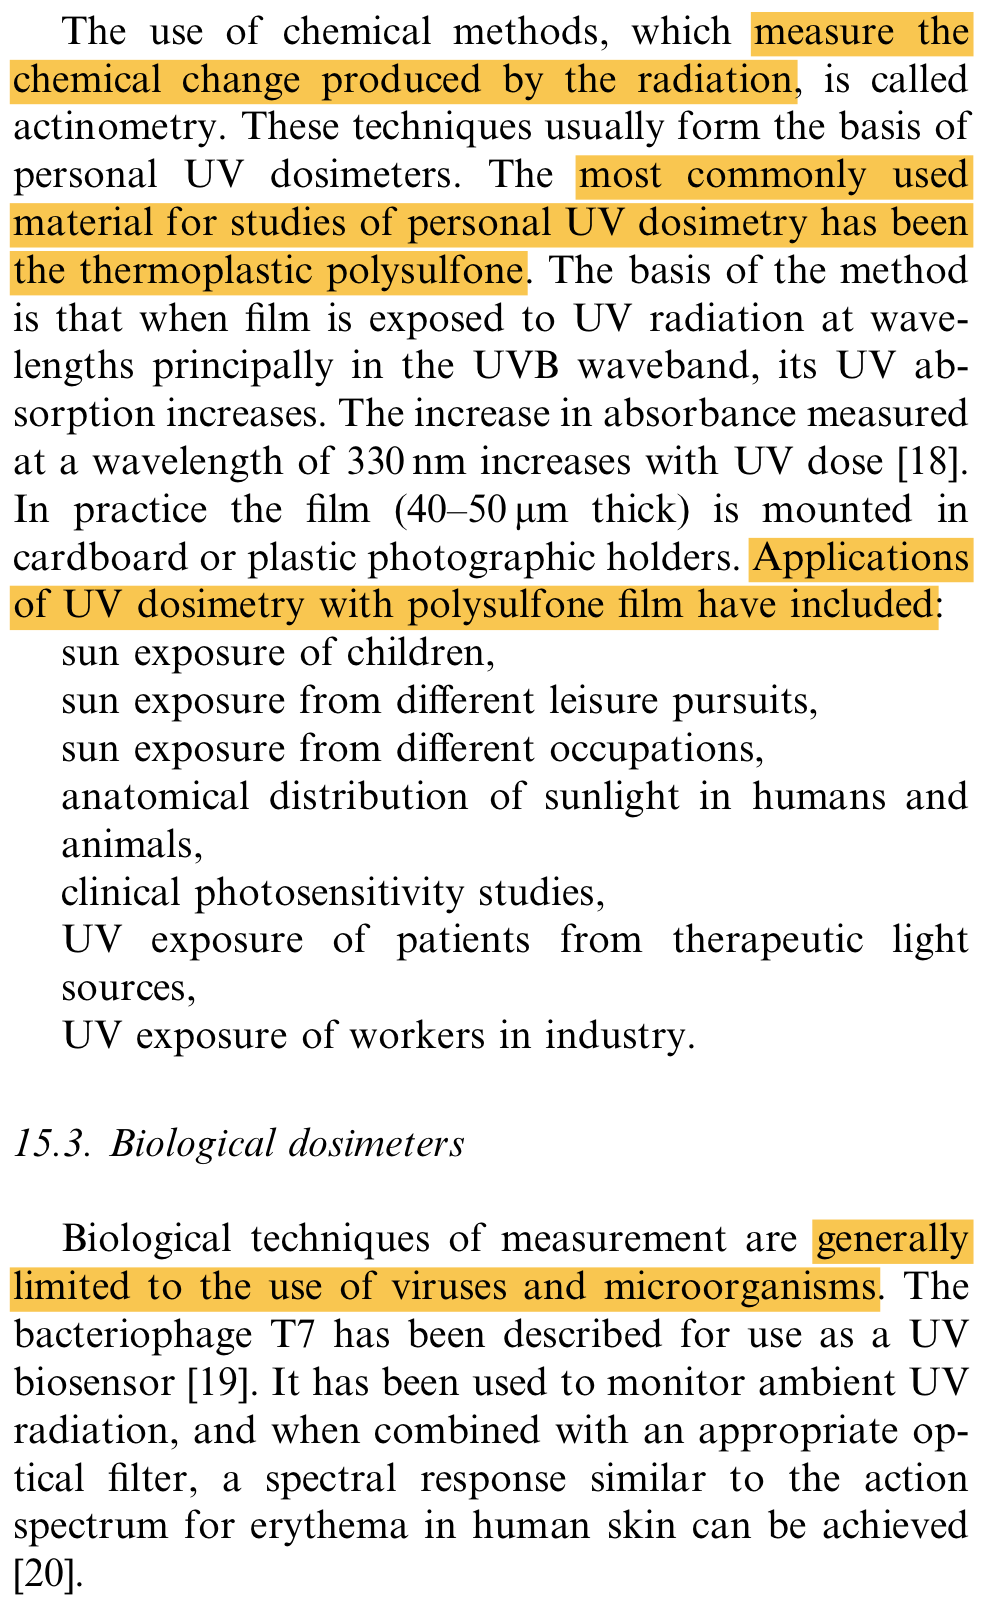 The use of chemical methods, which measure the
chemical change produced by the radiation, is called
actinometry. These techniques usually form the basis of
personal UV dosimeters. The most commonly used
material for studies of personal UV dosimetry has been
the thermoplastic polysulfone. The basis of the method
is that when film is exposed to UV radiation at wave-
lengths principally in the UVB waveband, its UV ab-
sorption increases. The increase in absorbance measured
at a wavelength of 330 nm increases with UV dose [18].
In practice the film (40–50 μm thick) is mounted in
cardboard or plastic photographic holders. Applications
of UV dosimetry with polysulfone film have included:
sun exposure of children,
sun exposure from different leisure pursuits,
sun exposure from different occupations,
anatomical distribution of sunlight in humans and
animals,
clinical photosensitivity studies,
UV exposure of patients from therapeutic light
sources,
UV exposure of workers in industry.
15.3. Biological dosimeters
Biological techniques of measurement are generally
limited to the use of viruses and microorganisms. The
bacteriophage T7 has been described for use as a UV
biosensor [19]. It has been used to monitor ambient UV
radiation, and when combined with an appropriate op-
tical filter, a spectral response similar to the action
spectrum for erythema in human skin can be achieved
[20].